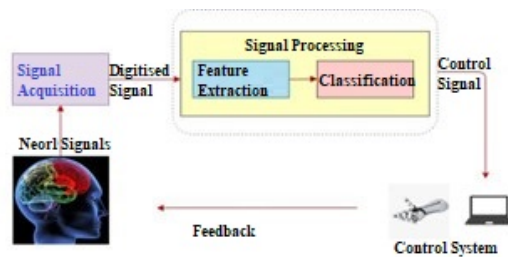 Signal Processing
Signal
Acquisition
Digitised
Signal
Feature
Extraction
Classification
Control
Signal
Neorl Signals
Feedback
Control System